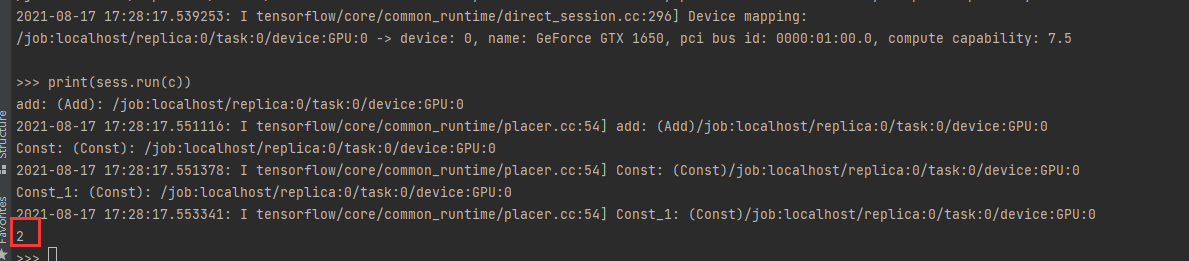 2021-08-17 17:28:17.539253: I tensorflow/core/common_runtime/direct_session.cc:296] Device mapping:
/job:localhost/replica:0/task:0/device:GPU:0 -> device: 0, name: GeForce GTX 1650, pci bus id: 0000:01:00.0, compute capability: 7.5
>>> print(sess.run(c))
add: (Add): /job:localhost/replica:0/task:0/device:GPU:0
2021-08-17 17:28:17.551116: I tensorflow/core/common_runtime/placer.cc:54] add: (Add)/job:localhost/replica:0/task:0/device:GPU:0
Const: (Const): /job:localhost/replica:0/task:0/device:GPU:0
2021-08-17 17:28:17.551378: I tensorflow/core/common_runtime/placer.cc:54] Const: (Const)/job:localhost/replica:0/task:0/device:GPU:0
Const_1: (Const): /job:localhost/replica:0/task:0/device:GPU:0
2021-08-17 17:28:17.553341: I tensorflow/core/common_runtime/placer.cc:54] Const_1: (Const)/job:localhost/replica:0/task:0/device:GPU:0
2
>>>
Structure
Favorites